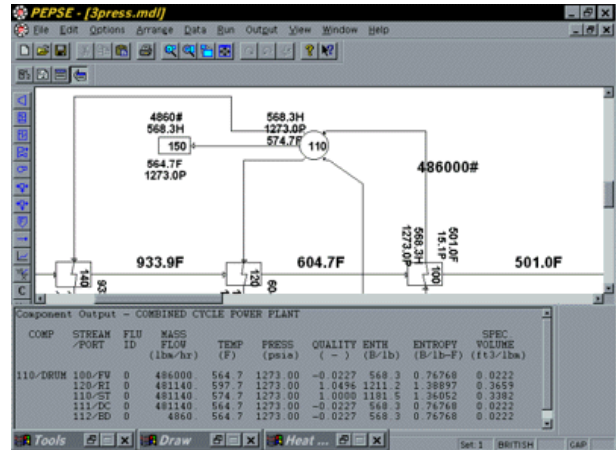 PEPSE - [3press.mdl]
File Edit Options Arrange Data Run Output View Window Help
4860#
568.3H
150
564.7F
1273.0P
568.3H
1273.0P
574.7F
110
486000#
568.3H
1273.0P
501.0F
15.1P
100
140
933.9F
120
604.7F
501.0F
Component Output - COMBINED CYCLE POWER PLANT
COMP STREAM FLU MASS SPEC
/PORT ID FLOW TEMP PRESS QUALITY ENTH ENTROPY VOLUME
(lbm/hr) (F) (psia) ( - ) (B/lb) (B/lb-F) (ft3/lbm)
110/DRUM 100/FW 0 486000. 564.7 1273.00 -0.0227 568.3 0.76768 0.0222
120/RI 0 481140. 597.7 1273.00 1.0496 1211.2 1.38897 0.3659
110/ST 0 481140. 574.7 1273.00 1.0000 1181.5 1.36052 0.3382
111/DC 0 481140. 564.7 1273.00 -0.0227 568.3 0.76768 0.0222
112/BD 0 4860. 564.7 1273.00 -0.0227 568.3 0.76768 0.0222
Tools Draw Heat ... Set: 1 BRITISH CAP